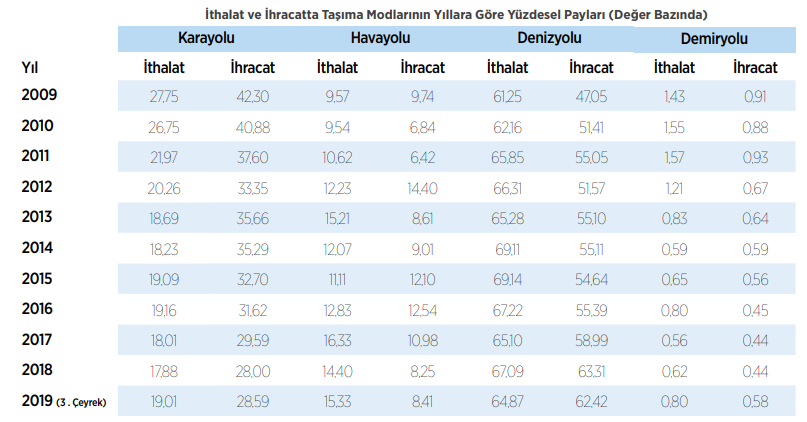 İthalat ve İhracatta Taşıma Modlarının Yıllara Göre Yüzdesel Payları (Değer Bazında)
Karayolu Havayolu Denizyolu Demiryolu
Yıl İthalat İhracat İthalat İhracat İthalat İhracat İthalat İhracat
2009 27,75 42,30 9,57 9,74 61,25 47,05 1,43 0,91
2010 26,75 40,88 9,54 6,84 62,16 51,41 1,55 0,88
2011 21,97 37,60 10,62 6,42 65,85 55,05 1,57 0,93
2012 20,26 33,35 12,23 14,40 66,31 51,57 1,21 0,67
2013 18,69 35,66 15,21 8,61 65,28 55,10 0,83 0,64
2014 18,23 35,29 12,07 9,01 69,11 55,11 0,59 0,59
2015 19,09 32,70 11,11 12,10 69,14 54,64 0,65 0,56
2016 19,16 31,62 12,83 12,54 67,22 55,39 0,80 0,45
2017 18,01 29,59 16,33 10,98 65,10 58,99 0,56 0,44
2018 17,88 28,00 14,40 8,25 67,09 63,31 0,62 0,44
2019 (3 . Çeyrek) 19,01 28,59 15,33 8,41 64,87 62,42 0,80 0,58